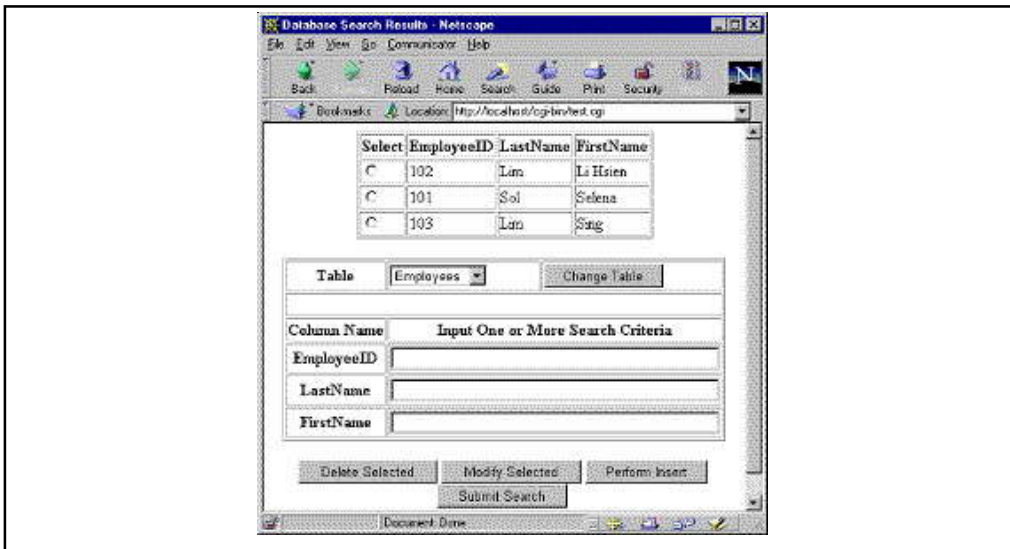 Database Search Results - Netscape
File Edit View Go Communicator Help
Back Reload Home Search Guide Print Security
N
Bookmarks Location: http://localhost/cgi-bin/test.cgi
Select EmployeeID LastName FirstName
102 Lim Li Hsien
101 Sol Selena
103 Lim Sing
Table Employees Change Table
Column Name Input One or More Search Criteria
EmployeeID
LastName
FirstName
Delete Selected Modify Selected Perform Insert
Submit Search
Document: Done